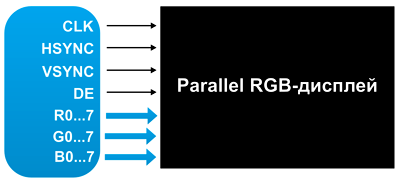 CLK
HSYNC
VSYNC
DE
R0...7
G0...7
B0...7
Parallel RGB-дисплей